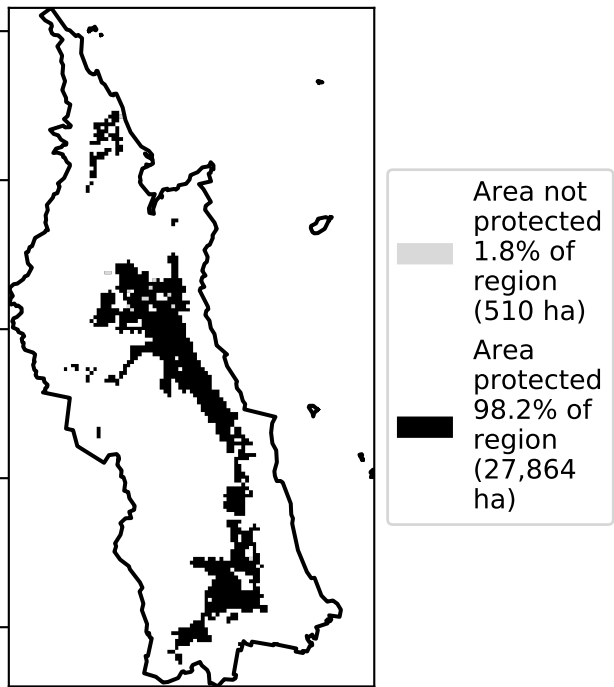 Area not
protected
1.8% of
region
(510 ha)
Area
protected
98.2% of
region
(27,864
ha)